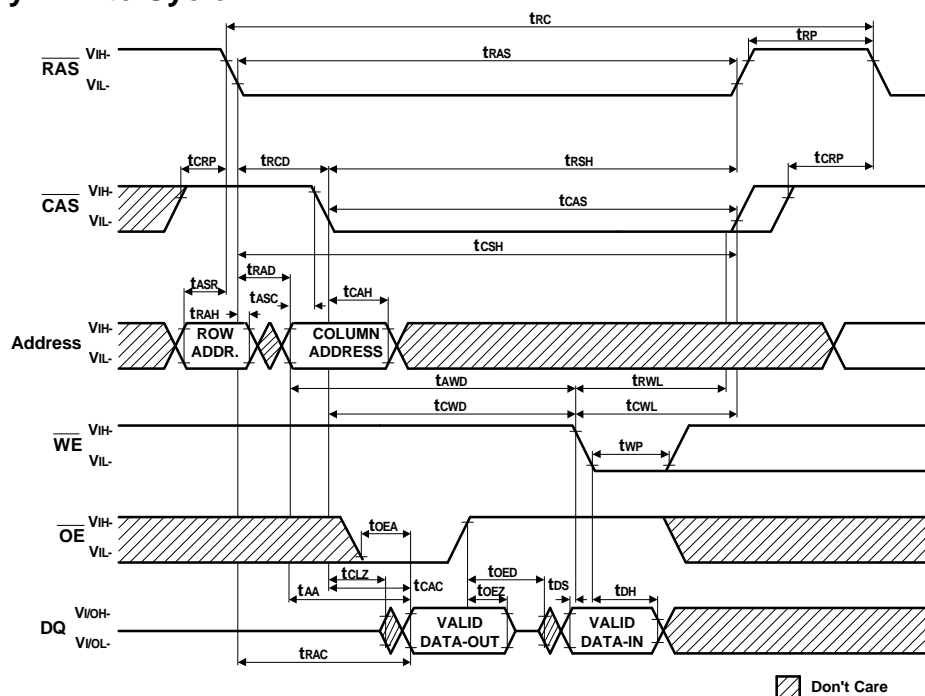 tRC
tRP
RAS
VIH-
VIL-
tRAS
tCRP
tRCD
tRSH
tCRP
CAS
VIH-
VIL-
tCAS
tCSH
tRAD
tASR
tASC
tCAH
tRAH
Address
VIH-
VIL-
ROW
ADDR.
COLUMN
ADDRESS
tAWD
tRWL
tCWD
tCWL
WE
VIH-
VIL-
tWP
OE
VIH-
VIL-
tOEA
tOED
tCLZ
tCAC
tAA
tOEZ
tDS
tDH
DQ
VI/OH-
VI/OL-
VALID
DATA-OUT
VALID
DATA-IN
tRAC
Don't Care